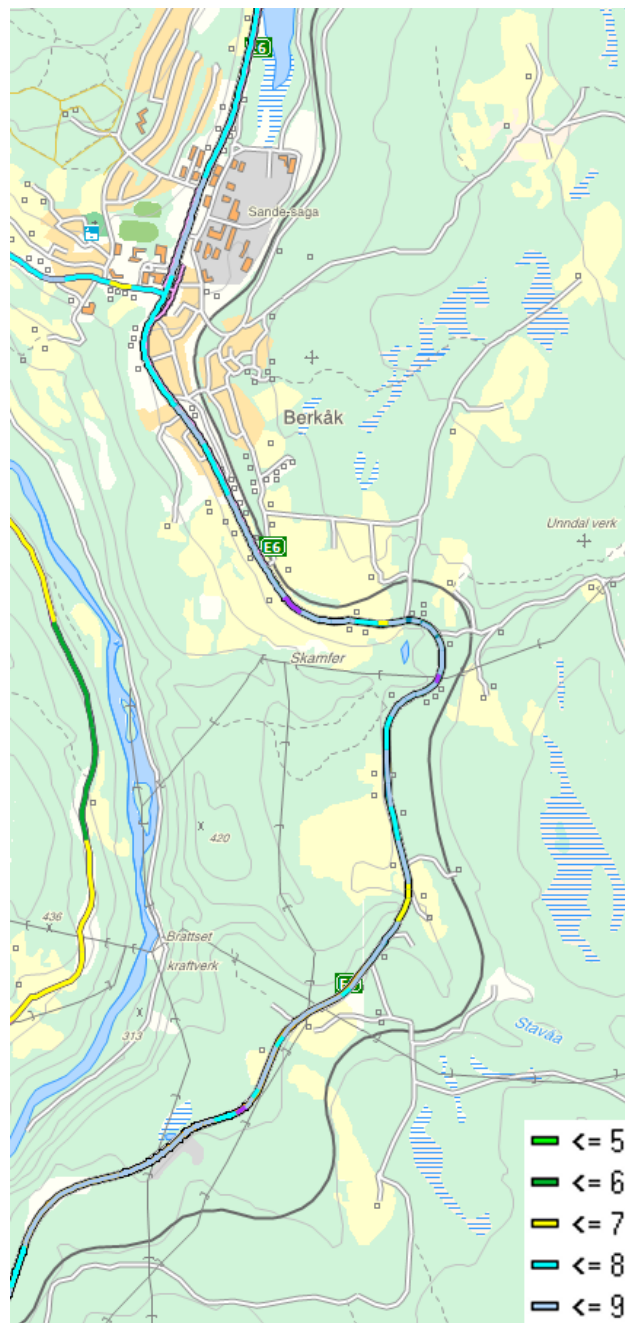 E6
Sande-saga
Berkåk
Unndal verk
E6
Skamfer
420
436
Brattset
kraftverk
E6
Stavåa
313
<= 5
<= 6
<= 7
<= 8
<= 9